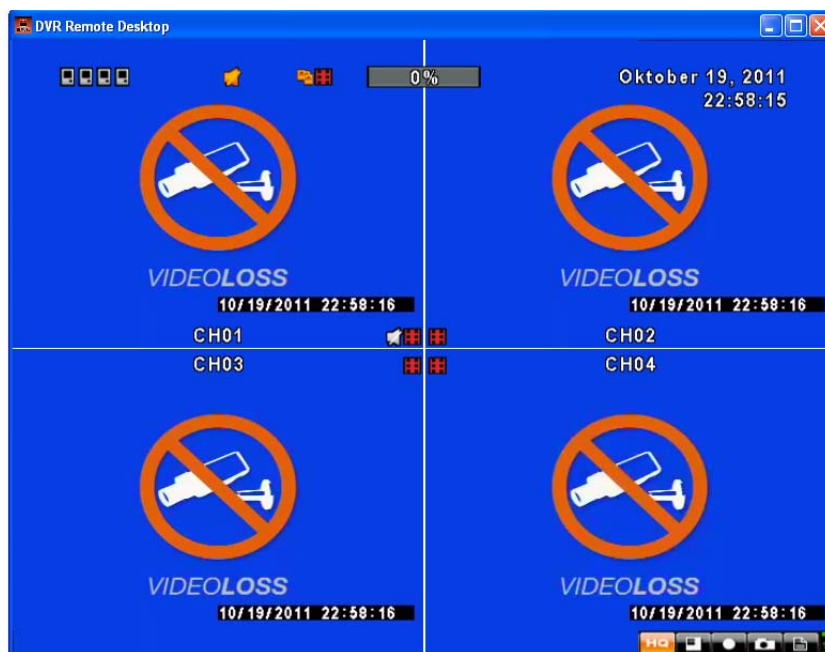 DVR Remote Desktop
0%
Oktober 19, 2011
22:58:15
VIDEOLOSS
10/19/2011 22:58:16
VIDEOLOSS
10/19/2011 22:58:16
CH01
CH02
CH03
CH04
VIDEOLOSS
10/19/2011 22:58:16
VIDEOLOSS
10/19/2011 22:58:16
HQ